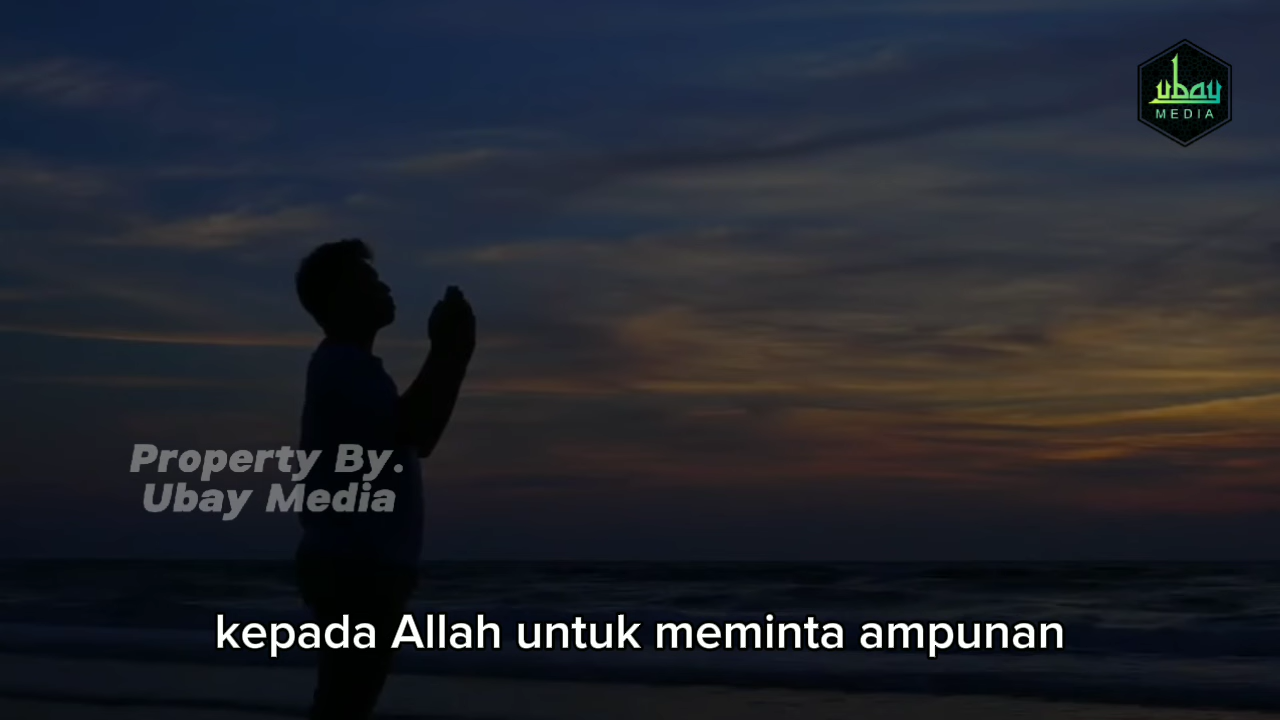 ubay
MEDIA
Property By.
Ubay Media
kepada Allah untuk meminta ampunan